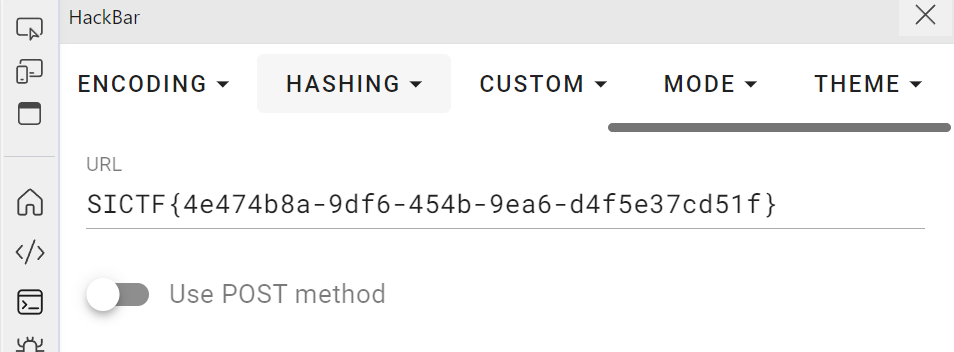 HackBar
ENCODING HASHING CUSTOM MODE THEME
URL
SICTF{4e474b8a-9df6-454b-9ea6-d4f5e37cd51f}
Use POST method